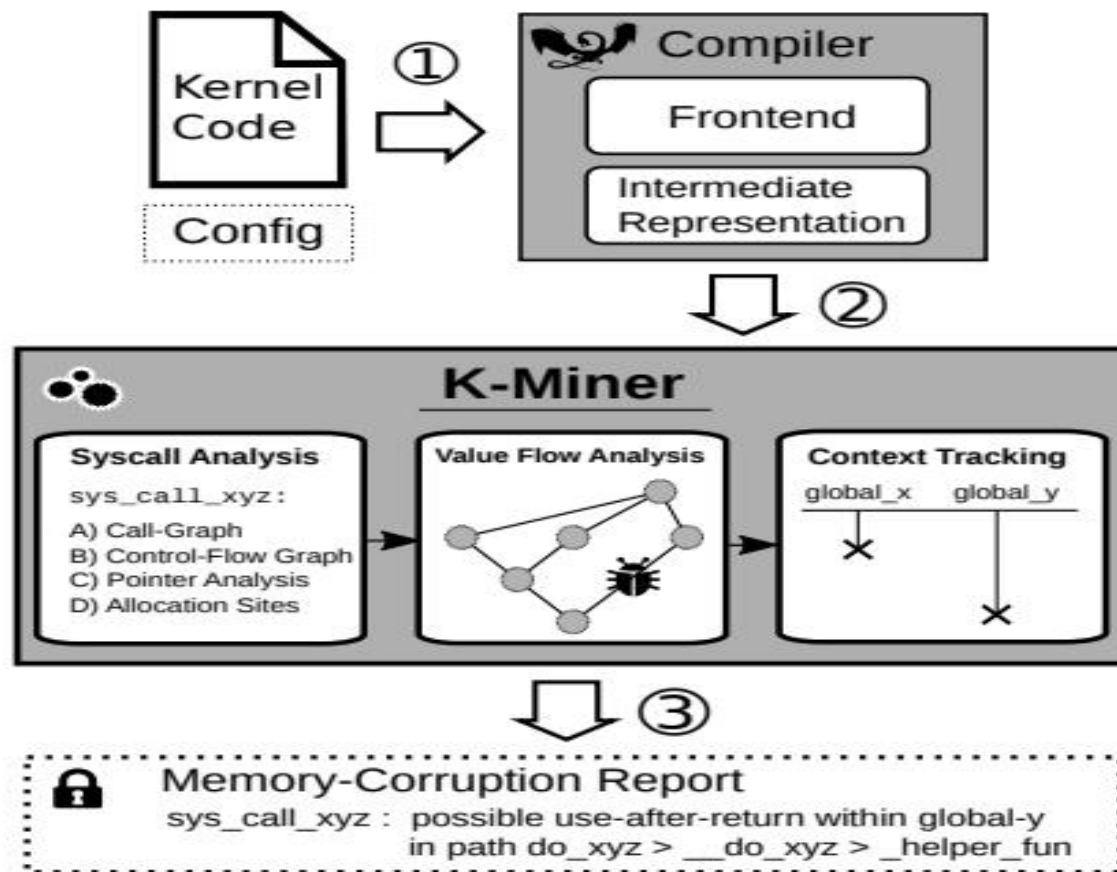 Kernel
Code
Config
①
Compiler
Frontend
Intermediate
Representation
②
K-Miner
Syscall Analysis
sys_call_xyz:
A) Call-Graph
B) Control-Flow Graph
C) Pointer Analysis
D) Allocation Sites
Value Flow Analysis
Context Tracking
global_x global_y
③
Memory-Corruption Report
sys_call_xyz : possible use-after-return within global-y
in path do_xyz > __do_xyz > _helper_fun